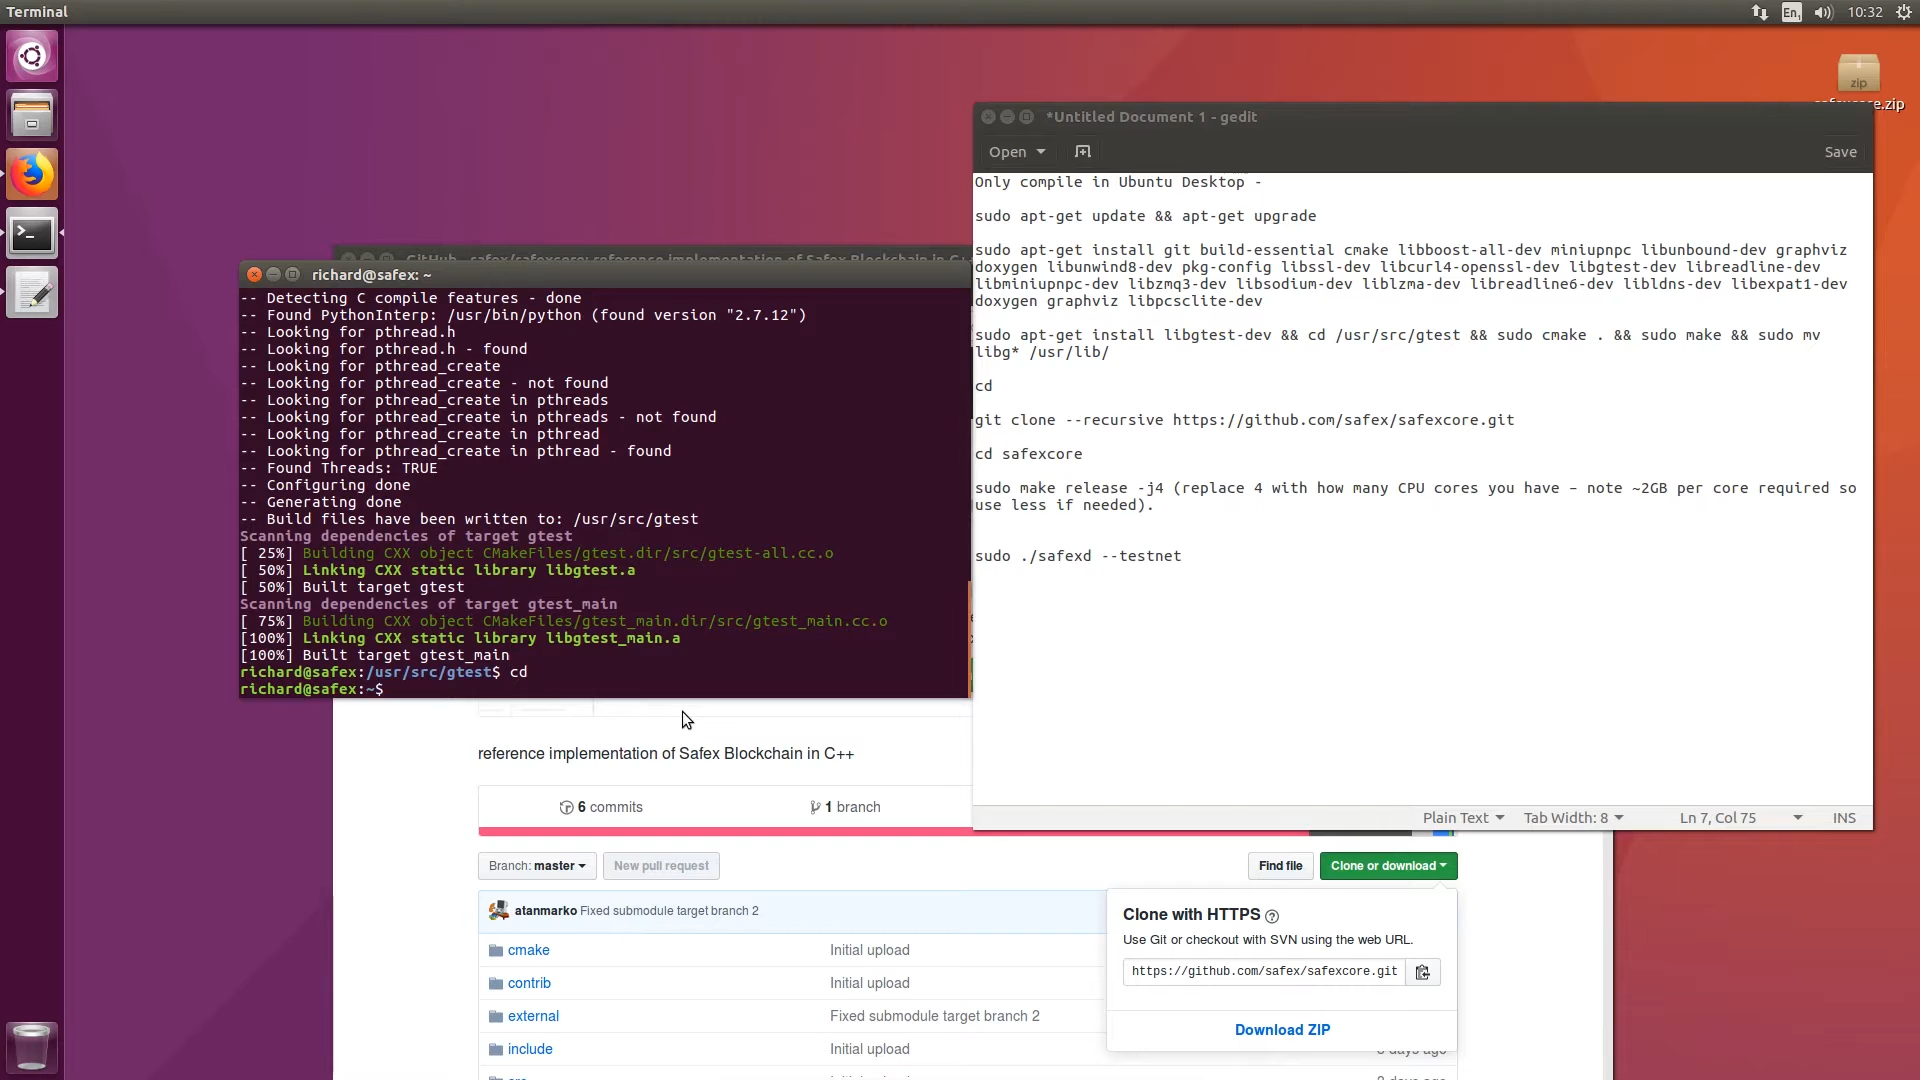 Terminal
En
10:32
zip
*Untitled Document 1 - gedit
Open
Save
Only compile in Ubuntu Desktop -
sudo apt-get update && apt-get upgrade
sudo apt-get install git build-essential cmake libboost-all-dev miniupnpc libunbound-dev graphviz
doxygen libunwind8-dev pkg-config libssl-dev libcurl4-openssl-dev libgtest-dev libreadline-dev
libminiupnpc-dev libzmq3-dev libsodium-dev liblzma-dev libreadline6-dev libldns-dev libexpat1-dev
doxygen graphviz libpcsclite-dev
sudo apt-get install libgtest-dev && cd /usr/src/gtest && sudo cmake . && sudo make && sudo mv
libg* /usr/lib/
cd
git clone --recursive https://github.com/safex/safexcore.git
cd safexcore
sudo make release -j4 (replace 4 with how many CPU cores you have – note ~2GB per core required so
use less if needed).
sudo ./safexd --testnet
Plain Text
Tab Width: 8
Ln 7, Col 75
INS
GitHub - safex/safexcore: reference implementation of Safex Blockchain in C++
richard@safex: ~
-- Detecting C compile features - done
-- Found PythonInterp: /usr/bin/python (found version "2.7.12")
-- Looking for pthread.h
-- Looking for pthread.h - found
-- Looking for pthread_create
-- Looking for pthread_create - not found
-- Looking for pthread_create in pthreads
-- Looking for pthread_create in pthreads - not found
-- Looking for pthread_create in pthread
-- Looking for pthread_create in pthread - found
-- Found Threads: TRUE
-- Configuring done
-- Generating done
-- Build files have been written to: /usr/src/gtest
Scanning dependencies of target gtest
[ 25%] Building CXX object CMakeFiles/gtest.dir/src/gtest-all.cc.o
[ 50%] Linking CXX static library libgtest.a
[ 50%] Built target gtest
Scanning dependencies of target gtest_main
[ 75%] Building CXX object CMakeFiles/gtest_main.dir/src/gtest_main.cc.o
[100%] Linking CXX static library libgtest_main.a
[100%] Built target gtest_main
richard@safex:/usr/src/gtest$ cd
richard@safex:~$
reference implementation of Safex Blockchain in C++
6 commits
1 branch
Branch: master
New pull request
Find file
Clone or download
atanmarko Fixed submodule target branch 2
cmake Initial upload
contrib Initial upload
external Fixed submodule target branch 2
include Initial upload
Clone with HTTPS
Use Git or checkout with SVN using the web URL.
https://github.com/safex/safexcore.git
Download ZIP